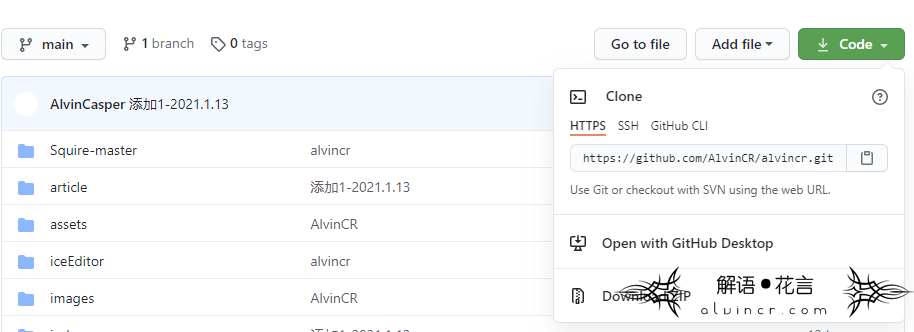 main 1 branch 0 tags Go to file Add file Code
AlvinCasper 添加1-2021.1.13
Clone
HTTPS SSH GitHub CLI
https://github.com/AlvinCR/alvincr.git
Use Git or checkout with SVN using the web URL.
Open with GitHub Desktop
Download ZIP
Squire-master alvincr
article 添加1-2021.1.13
assets AlvinCR
iceEditor alvincr
images AlvinCR
解语•花言
alvincr.com